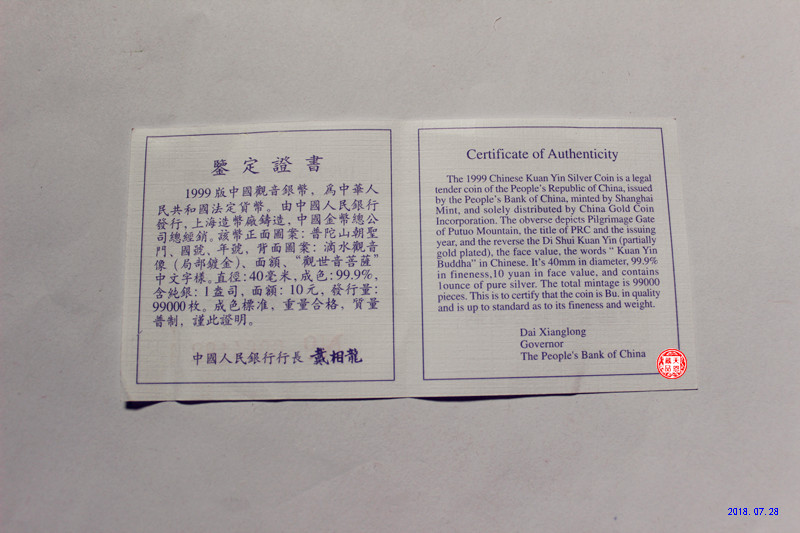 鑒定證書
1999版中國觀音銀幣，為中華人
民共和國法定貨幣。由中國人民銀行
發行，上海造幣廠鑄造，中國金幣總公
司總經銷。該幣正面圖案：普陀山朝聖
門、國號、年號，背面圖案：滴水觀音
像（局部鍍金）、面額、“觀世音菩薩”
中文字樣。直徑：40毫米，成色：99.9%，
含純銀：1盎司，面額：10元，發行量：
99000枚。成色標准，重量合格，質量
普制，謹此證明。
中國人民銀行行長 戴相龍
Certificate of Authenticity
The 1999 Chinese Kuan Yin Silver Coin is a legal
tender coin of the People's Republic of China, issued
by the People's Bank of China, minted by Shanghai
Mint, and solely distributed by China Gold Coin
Incorporation. The obverse depicts Pilgrimage Gate
of Putuo Mountain, the title of PRC and the issuing
year, and the reverse the Di Shui Kuan Yin (partially
gold plated), the face value, the words “ Kuan Yin
Buddha” in Chinese. It's 40mm in diameter, 99.9%
in fineness,10 yuan in face value, and contains
1ounce of pure silver. The total mintage is 99000
pieces. This is to certify that the coin is Bu. in quality
and is up to standard as to its fineness and weight.
Dai Xianglong
Governor
The People's Bank of China
天恩
藏品
2018.07.28